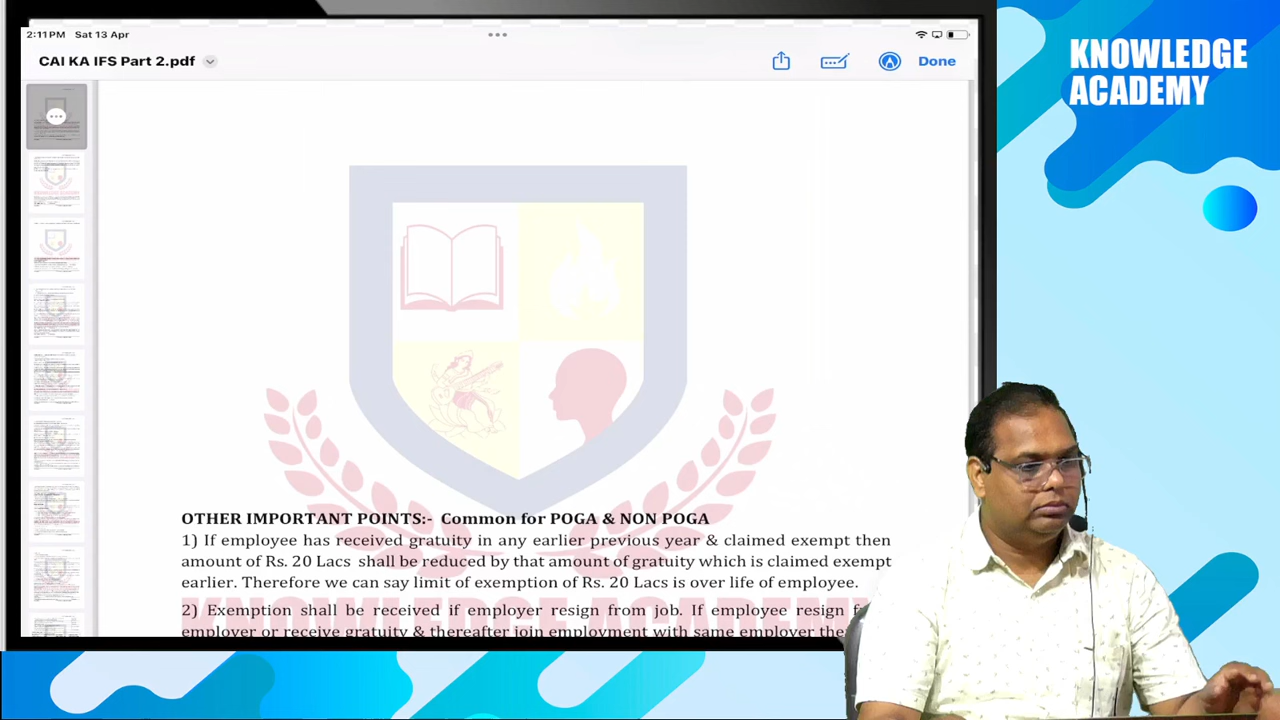 2:11 PM Sat 13 Apr
CAI KA IFS Part 2.pdf
Done
KNOWLEDGE
ACADEMY
OTHER IMPORTANT POINTS:- Common for POGA & NON POGA
1) If employee has received gratuity in any earlier previous year & claimed exempt then
amount of Rs. 20 Lacs shall be reduced by that amount of gratuity which is claimed exempt
earlier. Therefore we can say limit of exemption of Rs. 20 Lacs is over life of employee.
2) Exemption shall be received if employer resign from job. If employee resign
gratuity & employment with same